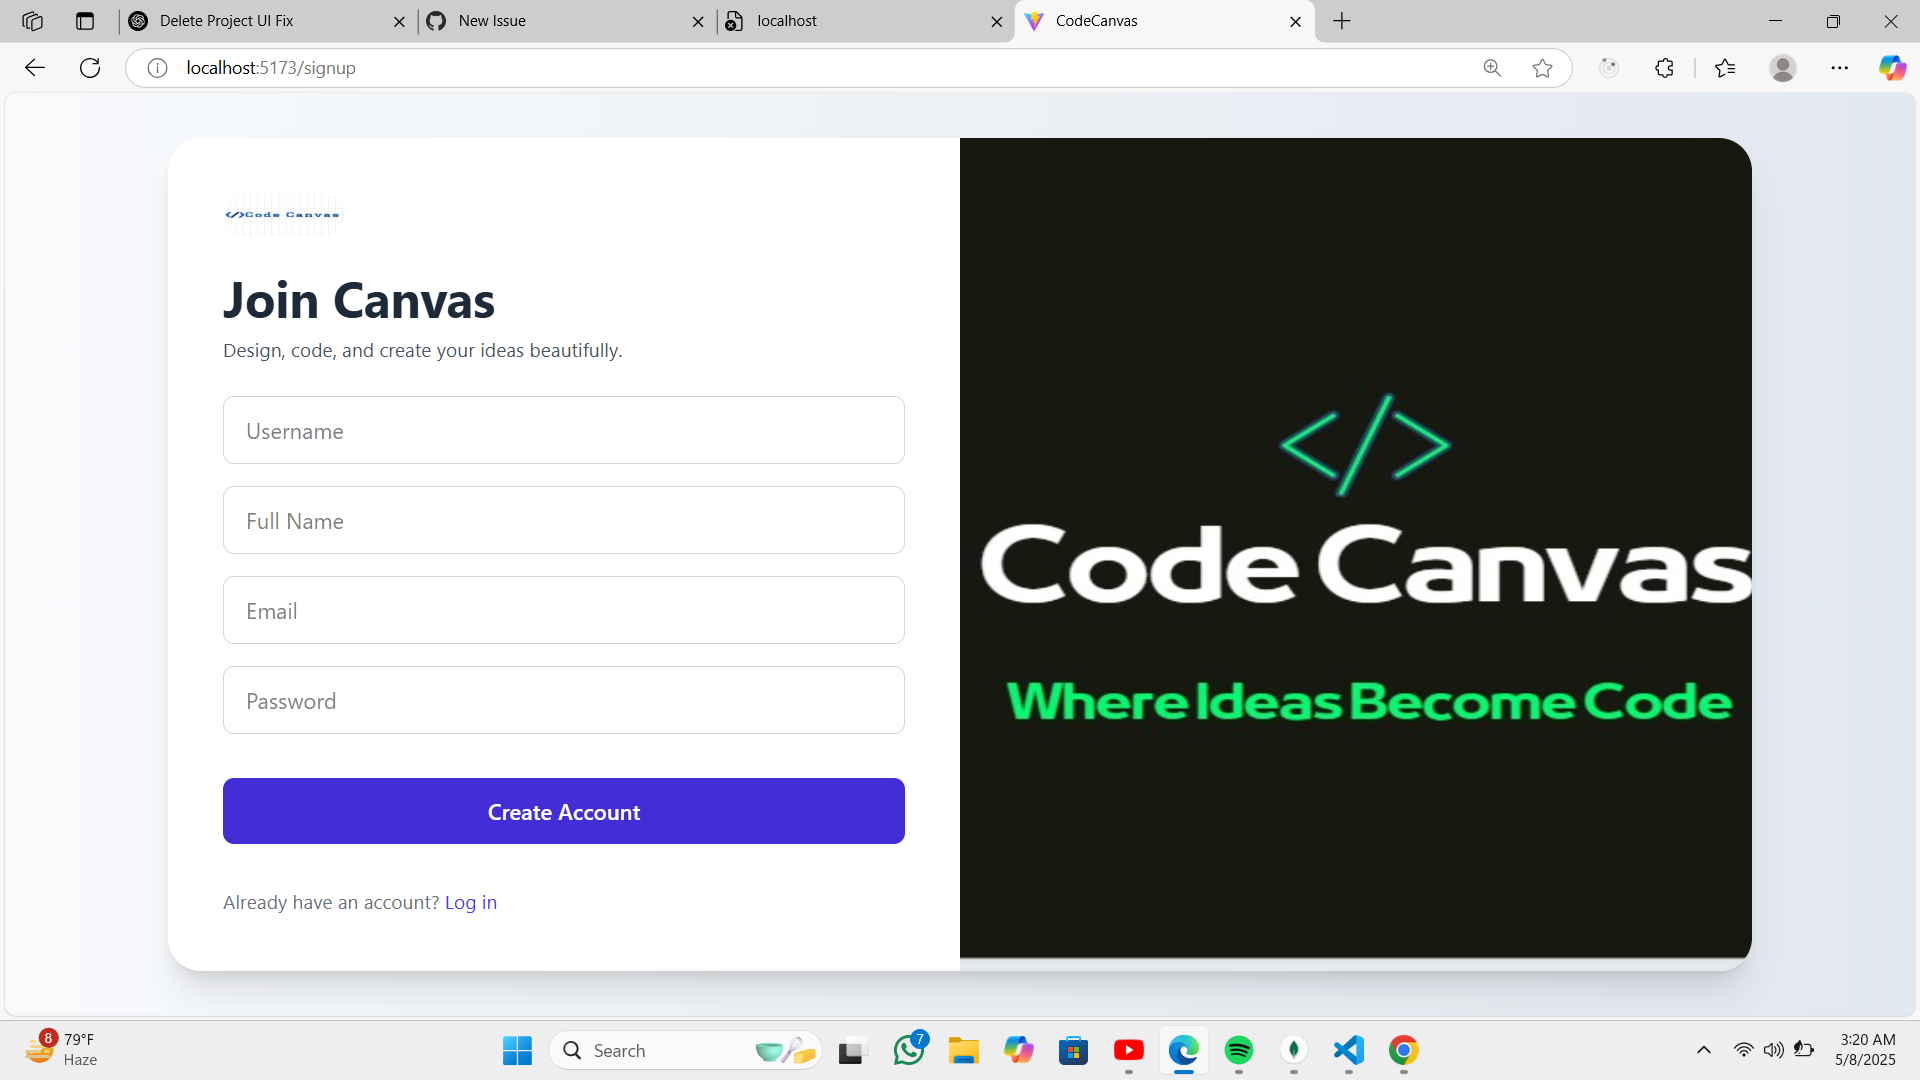 Delete Project UI Fix
New Issue
localhost
CodeCanvas
localhost:5173/signup
</>Code Canvas
Join Canvas
Design, code, and create your ideas beautifully.
Username
Full Name
Email
Password
Create Account
Already have an account? Log in
</>
Code Canvas
Where Ideas Become Code
8
79°F
Haze
Search
7
3:20 AM
5/8/2025